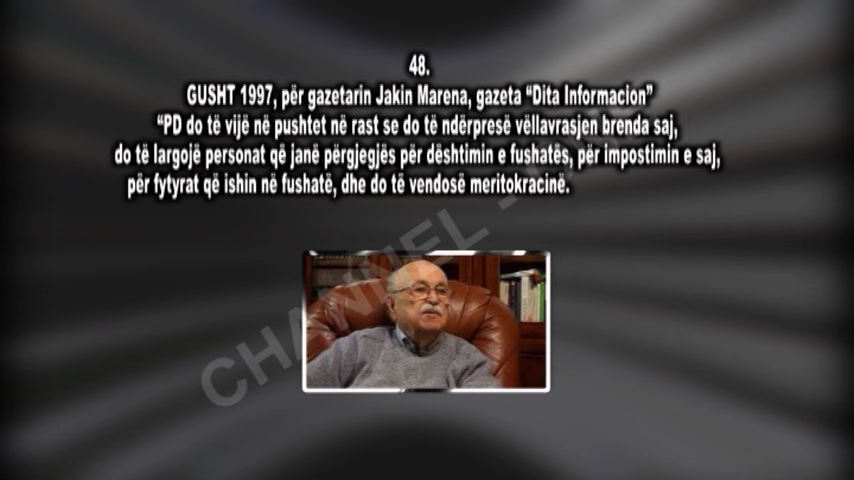 48.
GUSHT 1997, për gazetarin Jakin Marena, gazeta “Dita Informacion”
“PD do të vijë në pushtet në rast se do të ndërpresë vëllavrasjen brenda saj,
do të largojë personat që janë përgjegjës për dështimin e fushatës, për impostimin e saj,
për fytyrat që ishin në fushatë, dhe do të vendosë meritokracinë.
CHANNEL -